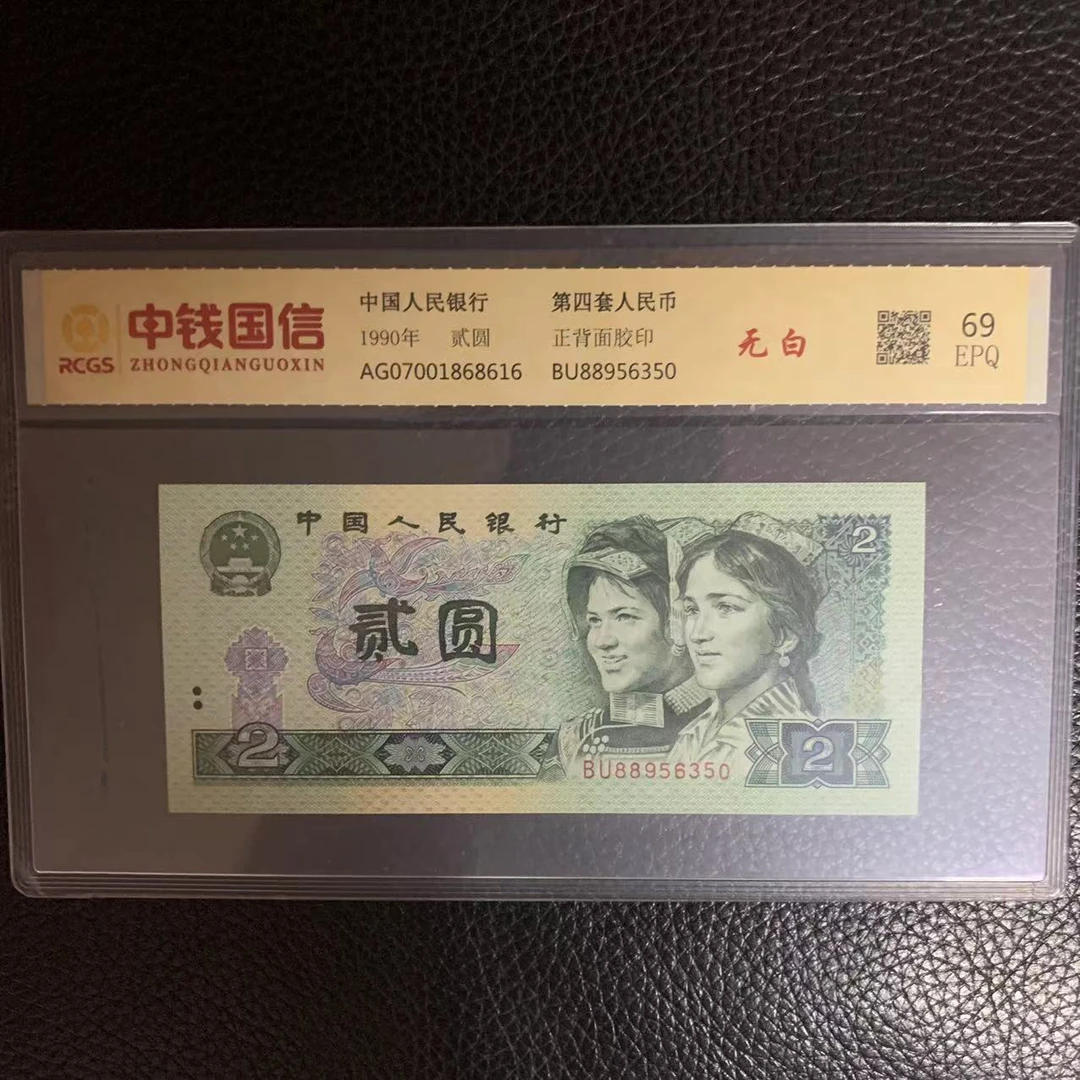 RCGS
中钱国信
ZHONGQIANGUOXIN
中国人民银行 第四套人民币
1990年 贰圆 正背面胶印
AG07001868616 BU88956350
无白
69
EPQ
中国人民银行
2
贰圆
2
BU88956350
2